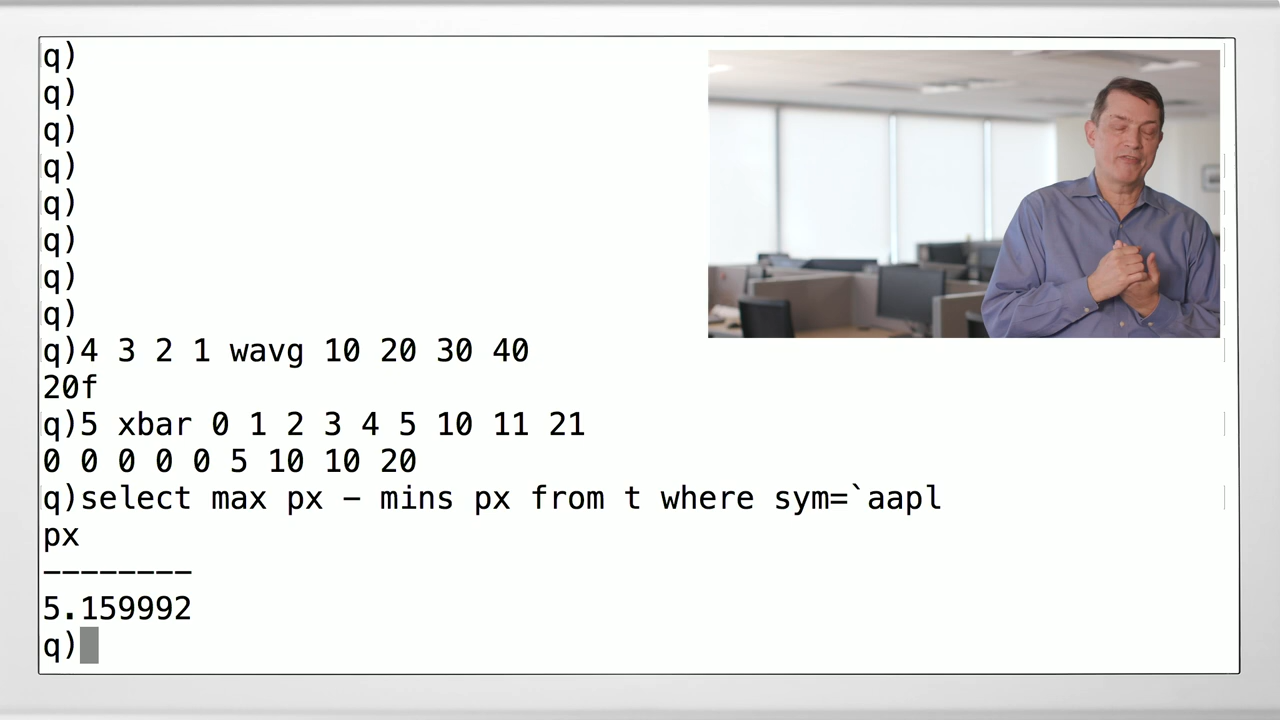 q)
q)
q)
q)
q)
q)
q)
q)
q)4 3 2 1 wavg 10 20 30 40
20f
q)5 xbar 0 1 2 3 4 5 10 11 21
0 0 0 0 0 5 10 10 20
q)select max px - mins px from t where sym=`aapl
px
--------
5.159992
q)